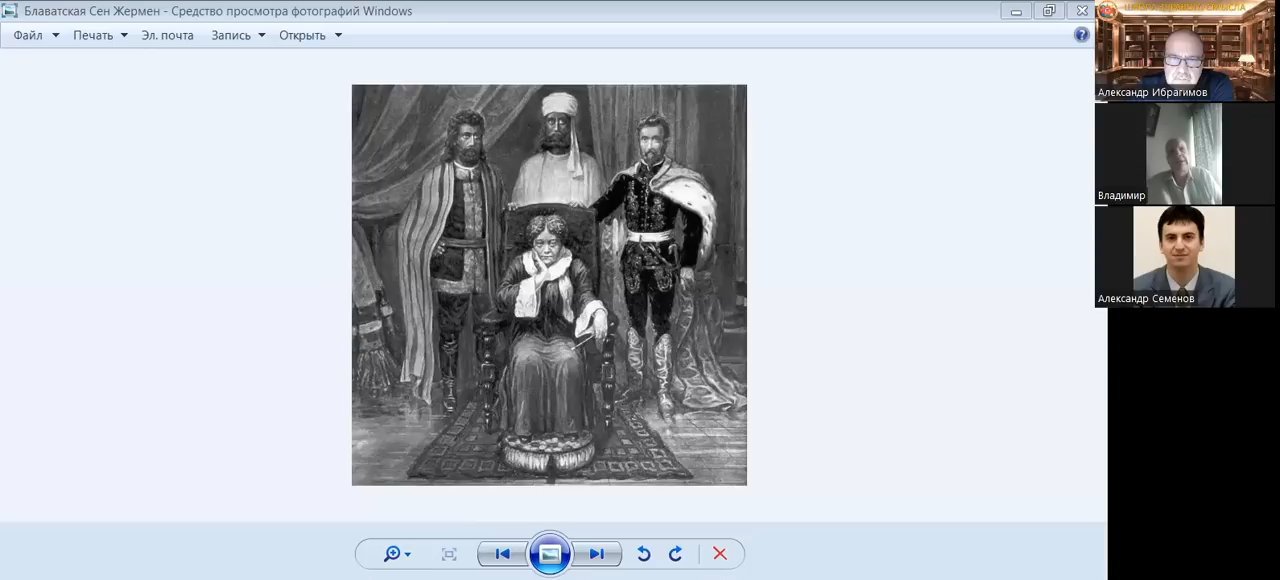 Блаватская Сен Жермен - Средство просмотра фотографий Windows
Файл Печать Эл. почта Запись Открыть
Александр Ибрагимов
Владимир
Александр Семенов